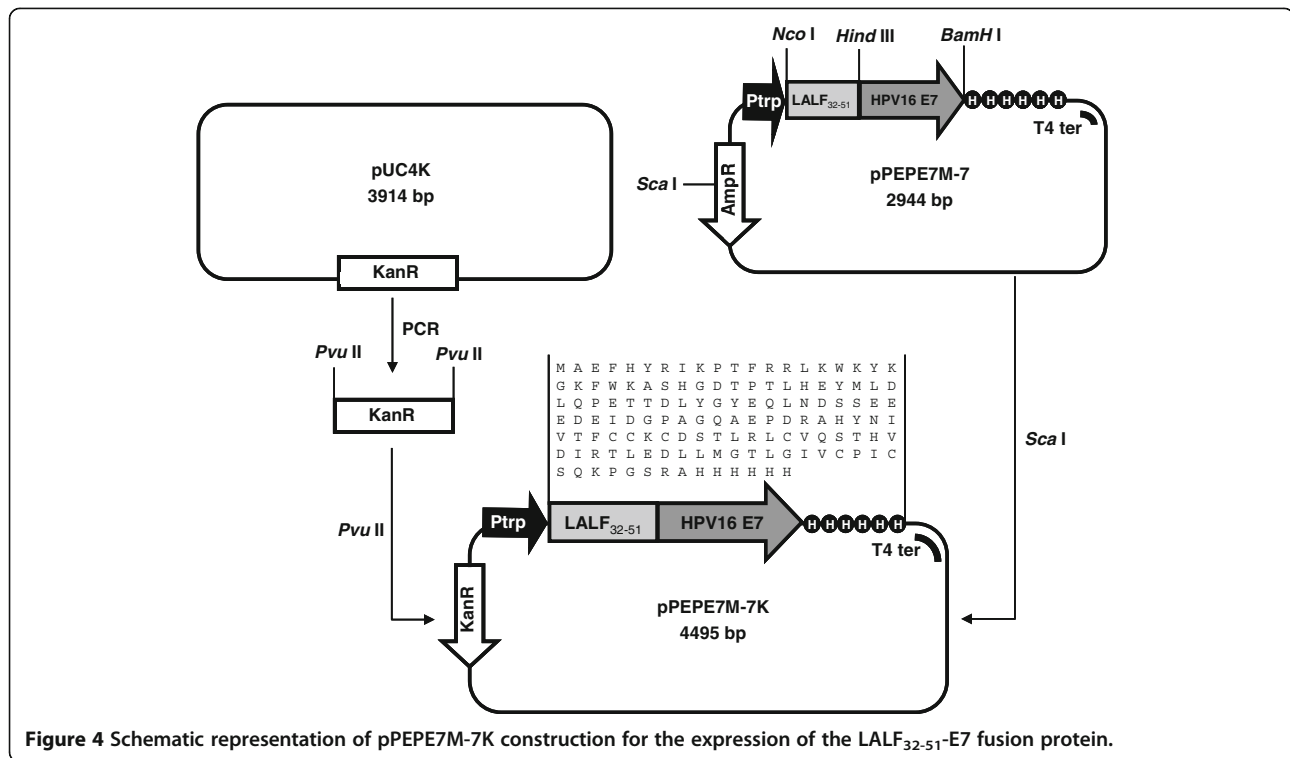 Nco I Hind III BamH I
Ptrp LALF32-51 HPV16 E7 H H H H H H
T4 ter
pUC4K
3914 bp
KanR
pPEPE7M-7
2944 bp
Sca I
AmpR
PCR
Pvu II Pvu II
KanR
M A E F H Y R I K P T F R R L K W K Y K
G K F W K A S H G D T P T L H E Y M L D
L Q P E T T D L Y G Y E Q L N D S S E E
E D E I D G P A G Q A E P D R A H Y N I
V T F C C K C D S T L R L C V Q S T H V
D I R T L E D L L M G T L G I V C P I C
S Q K P G S R A H H H H H H
Sca I
Pvu II
Ptrp LALF32-51 HPV16 E7 H H H H H H
T4 ter
KanR
pPEPE7M-7K
4495 bp
Figure 4 Schematic representation of pPEPE7M-7K construction for the expression of the LALF32-51-E7 fusion protein.